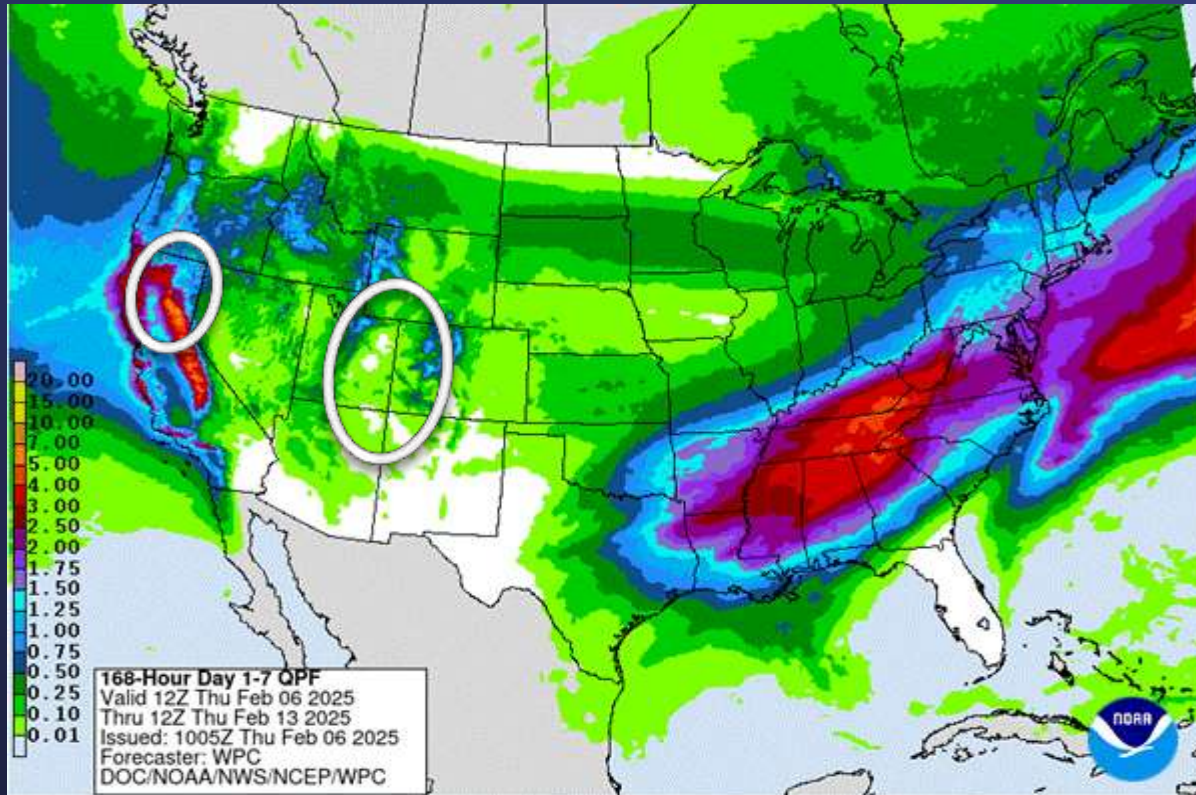 20.00
15.00
10.00
7.00
5.00
4.00
3.00
2.50
2.00
1.75
1.50
1.25
1.00
0.75
0.50
0.25
0.10
0.01
168-Hour Day 1-7 QPF
Valid 12Z Thu Feb 06 2025
Thru 12Z Thu Feb 13 2025
Issued: 1005Z Thu Feb 06 2025
Forecaster: WPC
DOC/NOAA/NWS/NCEP/WPC
NOAA